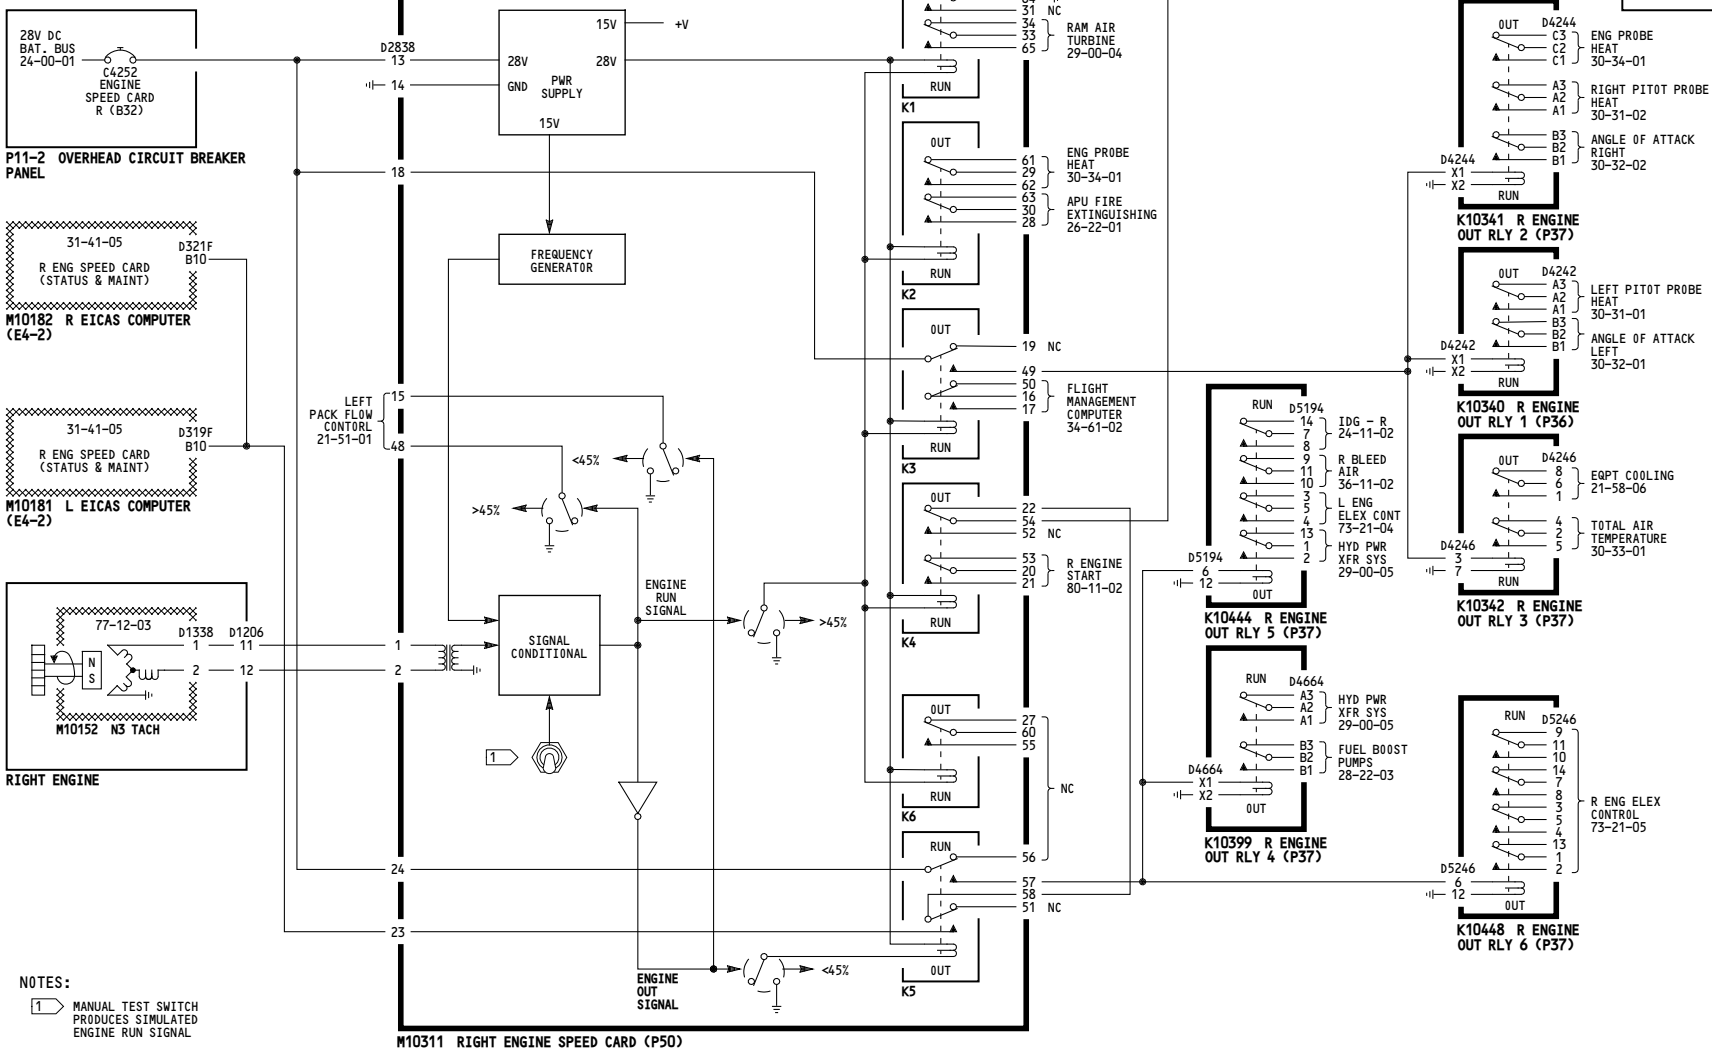 28V DC
BAT. BUS
24-00-01
C4252
ENGINE
SPEED CARD
R (B32)
P11-2 OVERHEAD CIRCUIT BREAKER
PANEL
31-41-05
R ENG SPEED CARD
(STATUS & MAINT)
D321F
B10
M10182 R EICAS COMPUTER
(E4-2)
31-41-05
R ENG SPEED CARD
(STATUS & MAINT)
D319F
B10
M10181 L EICAS COMPUTER
(E4-2)
77-12-03
N
S
D1338
1
2
D1206
11
12
M10152 N3 TACH
RIGHT ENGINE
NOTES:
1 MANUAL TEST SWITCH
PRODUCES SIMULATED
ENGINE RUN SIGNAL
D2838
13
14
18
LEFT
PACK FLOW
CONTORL
21-51-01
15
48
1
2
24
23
15V
+V
28V
28V
GND
PWR
SUPPLY
15V
FREQUENCY
GENERATOR
<45%
>45%
ENGINE
RUN
SIGNAL
>45%
SIGNAL
CONDITIONAL
1
ENGINE
OUT
SIGNAL
<45%
M10311 RIGHT ENGINE SPEED CARD (P50)
RUN
K1
31 NC
34
33
65
RAM AIR
TURBINE
29-00-04
OUT
RUN
K2
61
29
62
ENG PROBE
HEAT
30-34-01
63
30
28
APU FIRE
EXTINGUISHING
26-22-01
OUT
RUN
K3
19 NC
49
50
16
17
FLIGHT
MANAGEMENT
COMPUTER
34-61-02
OUT
RUN
K4
22
54
52 NC
53
20
21
R ENGINE
START
80-11-02
OUT
RUN
K6
27
60
55
NC
RUN
OUT
K5
56
57
58
51 NC
RUN
D5194
14
7
8
IDG - R
24-11-02
9
11
10
R BLEED
AIR
36-11-02
3
5
4
L ENG
ELEX CONT
73-21-04
13
1
2
HYD PWR
XFR SYS
29-00-05
D5194
6
12
OUT
K10444 R ENGINE
OUT RLY 5 (P37)
RUN
D4664
A3
A2
A1
HYD PWR
XFR SYS
29-00-05
B3
B2
B1
FUEL BOOST
PUMPS
28-22-03
D4664
X1
X2
OUT
K10399 R ENGINE
OUT RLY 4 (P37)
OUT
D4244
C3
C2
C1
ENG PROBE
HEAT
30-34-01
A3
A2
A1
RIGHT PITOT PROBE
HEAT
30-31-02
B3
B2
B1
ANGLE OF ATTACK
RIGHT
30-32-02
D4244
X1
X2
RUN
K10341 R ENGINE
OUT RLY 2 (P37)
OUT
D4242
A3
A2
A1
LEFT PITOT PROBE
HEAT
30-31-01
B3
B2
B1
ANGLE OF ATTACK
LEFT
30-32-01
D4242
X1
X2
RUN
K10340 R ENGINE
OUT RLY 1 (P36)
OUT
D4246
8
6
1
EQPT COOLING
21-58-06
4
2
5
TOTAL AIR
TEMPERATURE
30-33-01
D4246
3
7
RUN
K10342 R ENGINE
OUT RLY 3 (P37)
RUN
D5246
9
11
10
14
7
8
3
5
4
13
1
2
R ENG ELEX
CONTROL
73-21-05
D5246
6
12
OUT
K10448 R ENGINE
OUT RLY 6 (P37)